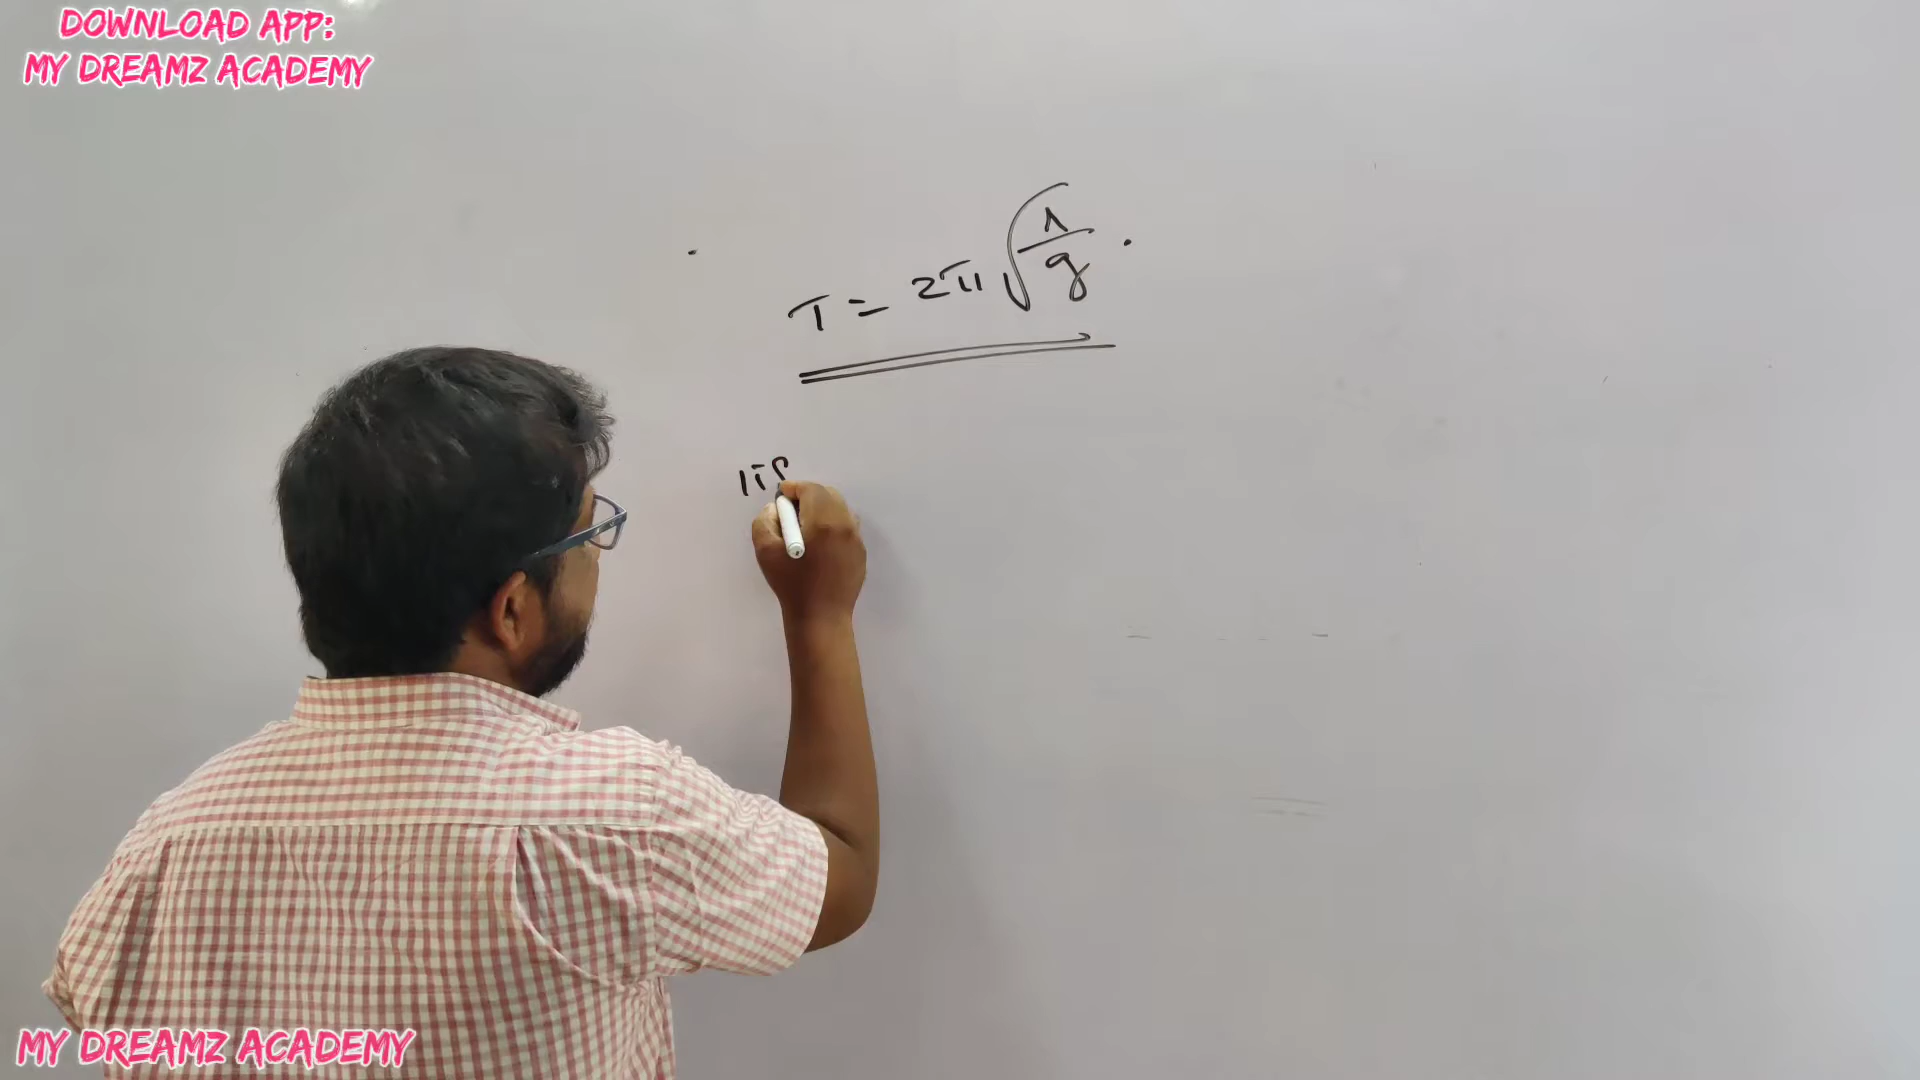 DOWNLOAD APP:
MY DREAMZ ACADEMY
T = 2π √(λ/g) .
MY DREAMZ ACADEMY